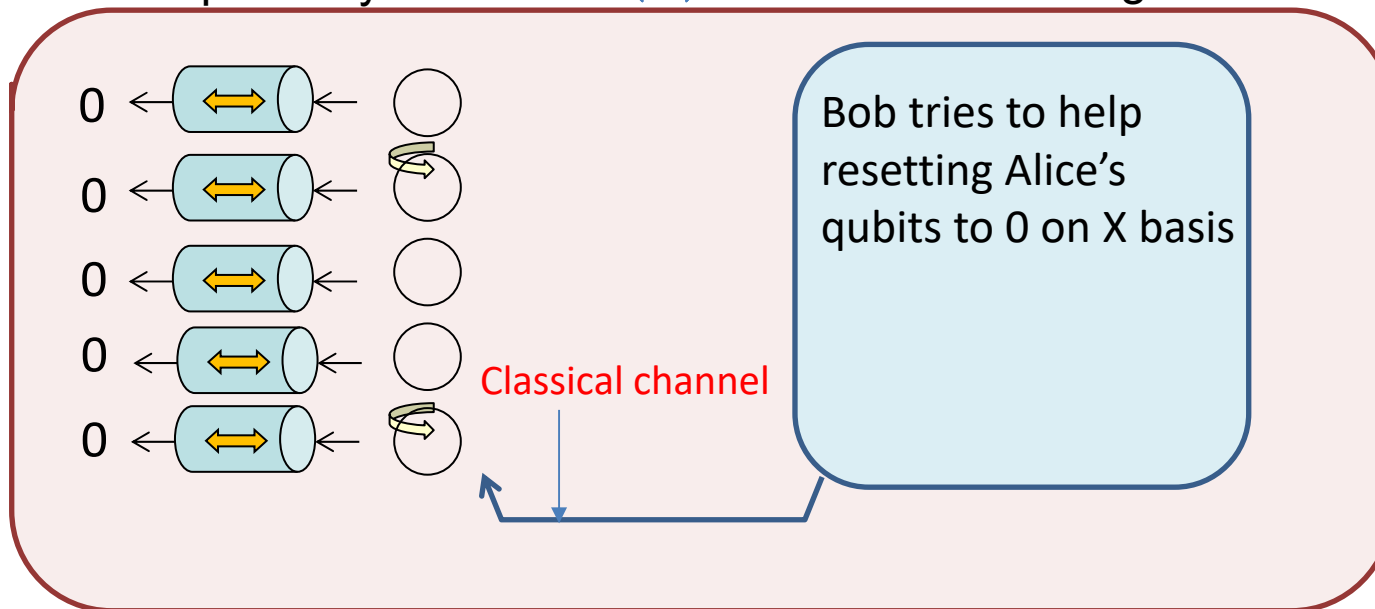 0
0
0
0
0
Bob tries to help
resetting Alice's
qubits to 0 on X basis
Classical channel